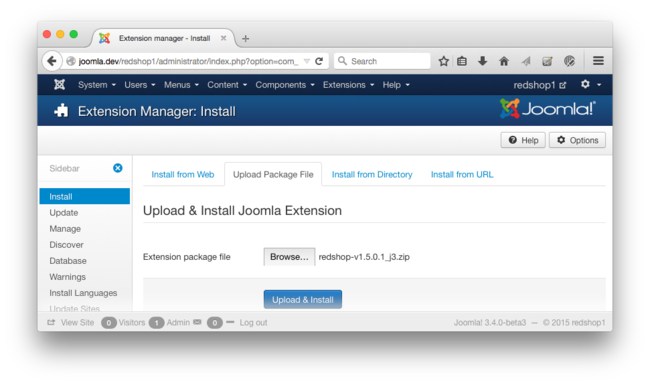 Extension manager - Install
joomla.dev/redshop1/administrator/index.php?option=com_
Search
System Users Menus Content Components Extensions Help redshop1
Extension Manager: Install Joomla!
Help Options
Sidebar
Install from Web Upload Package File Install from Directory Install from URL
Install
Update
Upload & Install Joomla Extension
Manage
Discover
Database
Extension package file Browse... redshop-v1.5.0.1_j3.zip
Warnings
Install Languages
Upload & Install
Update Sites
View Site 0 Visitors 1 Admin 0 Log out Joomla! 3.4.0-beta3 — © 2015 redshop1